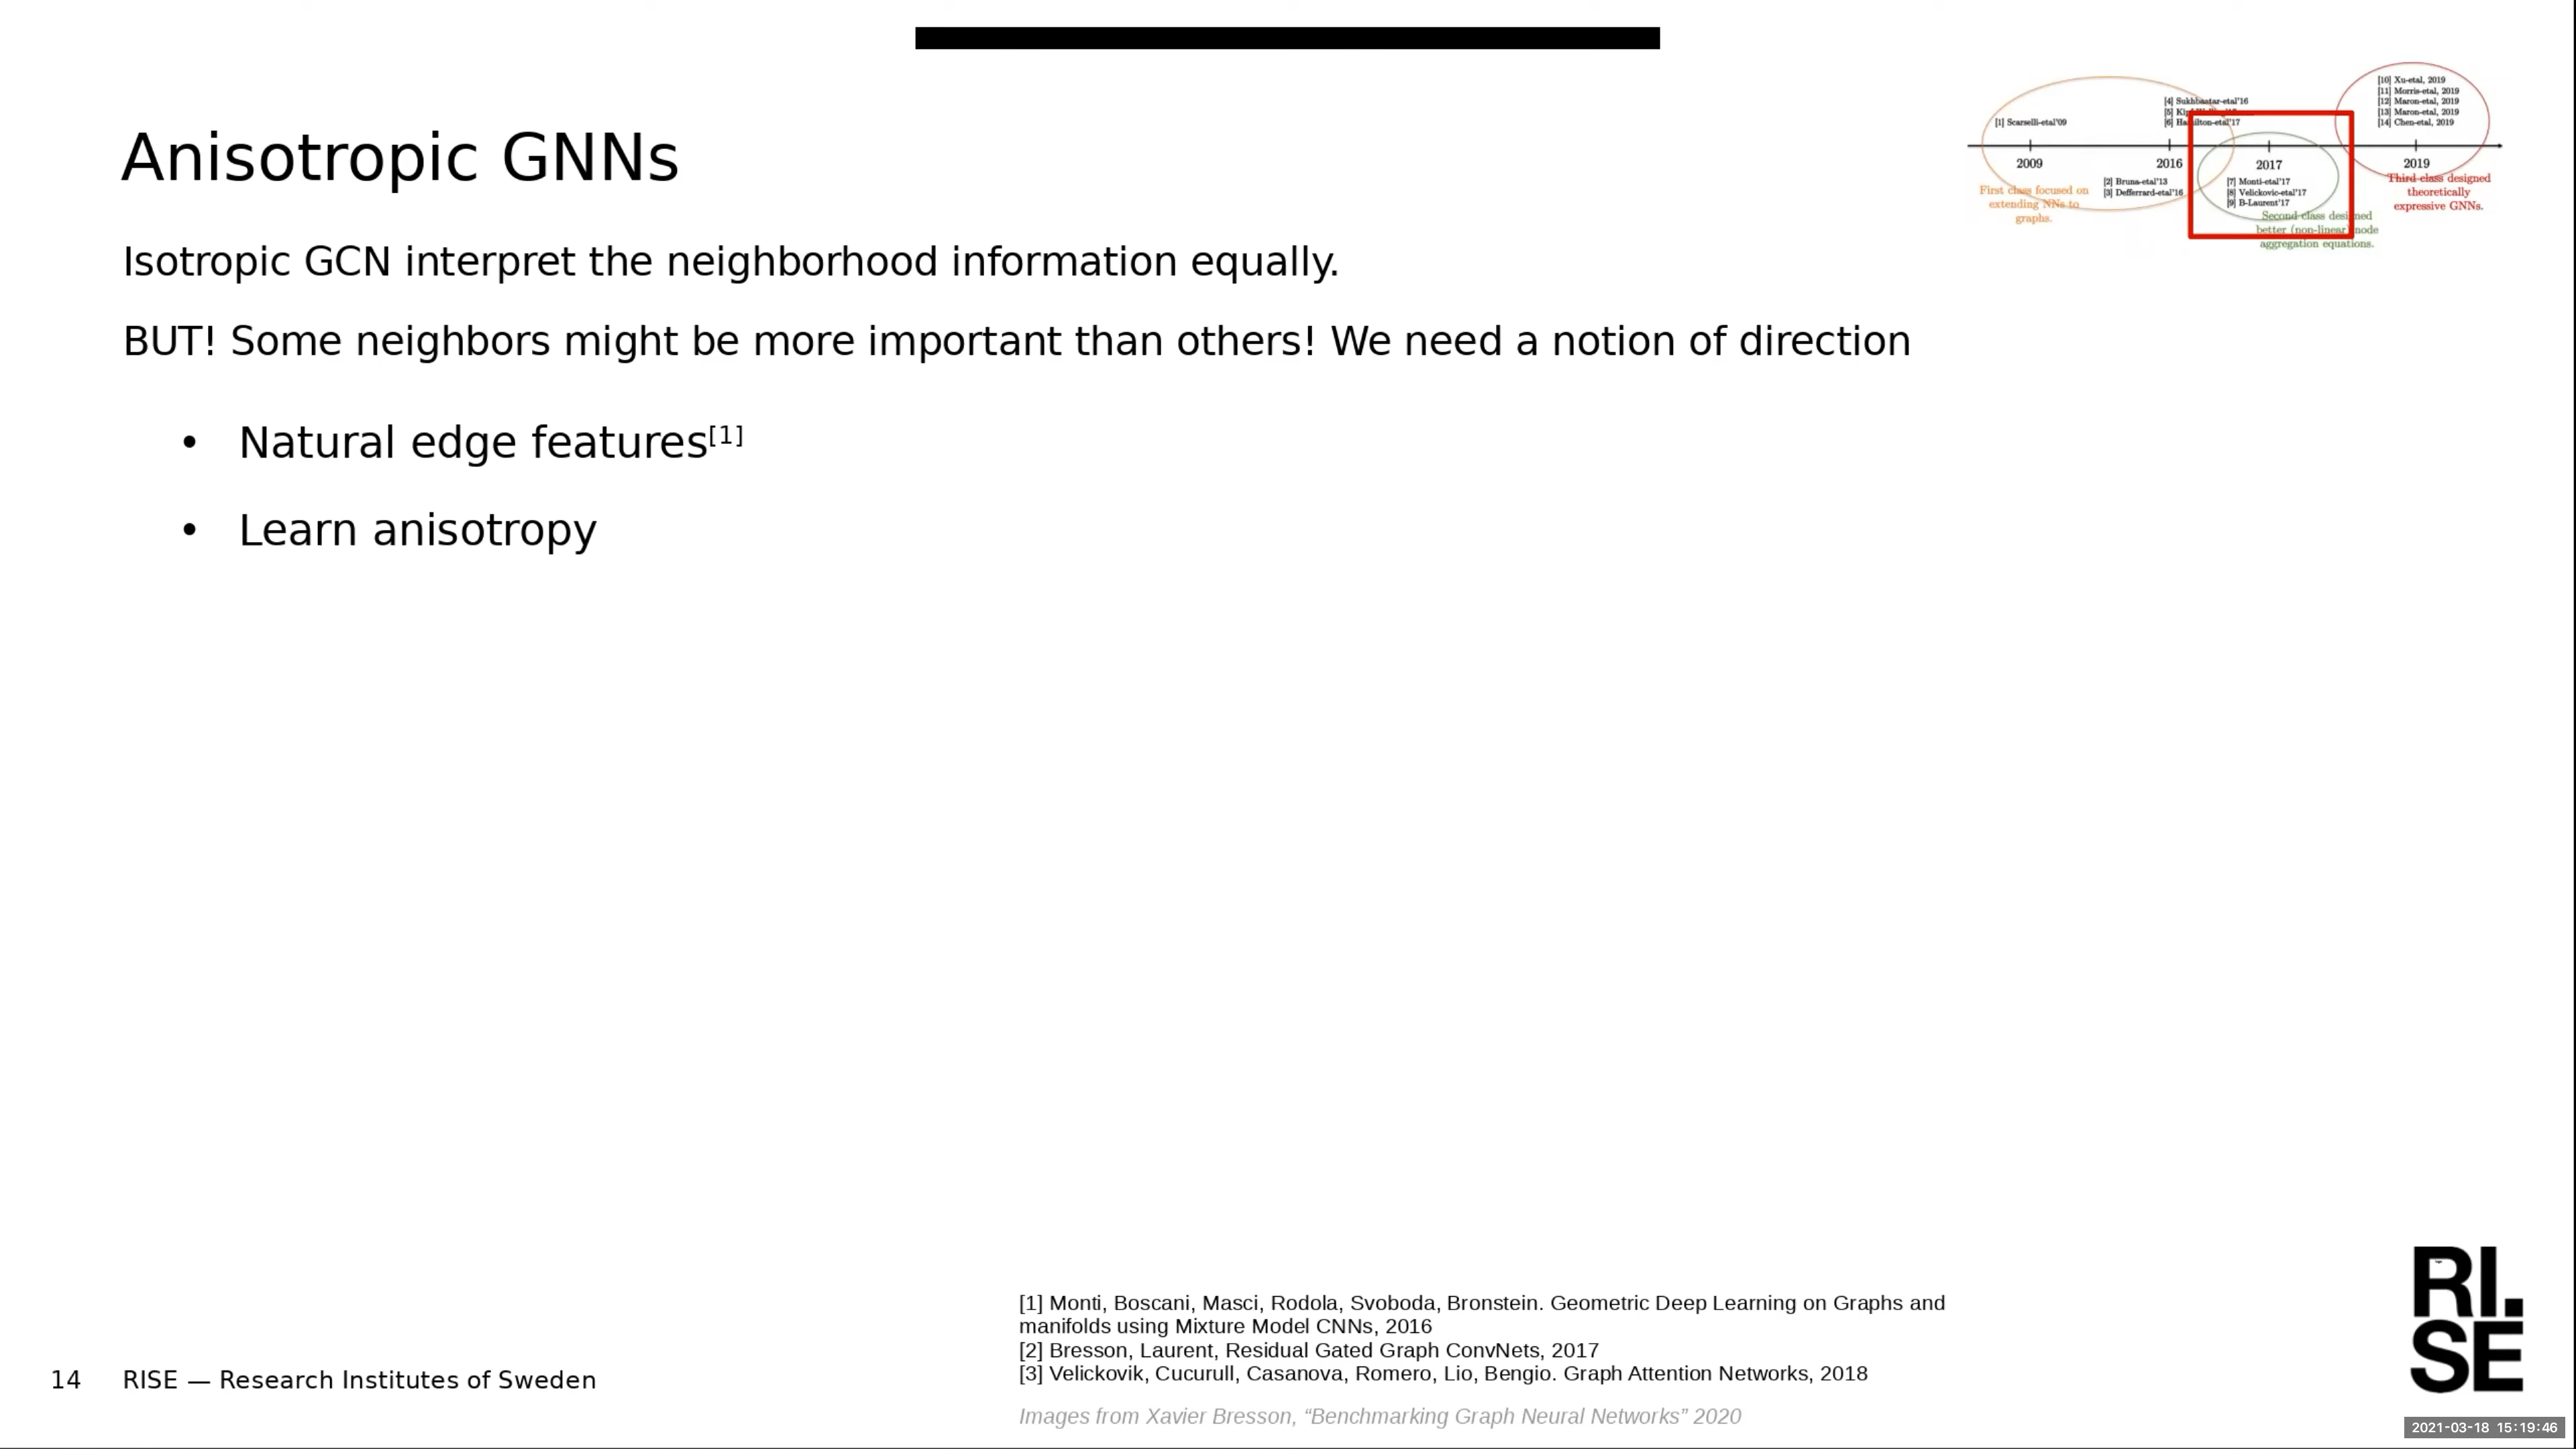 Anisotropic GNNs
Isotropic GCN interpret the neighborhood information equally.
BUT! Some neighbors might be more important than others! We need a notion of direction
• Natural edge features[1]
• Learn anisotropy
[1] Scarselli-etal'09
[4] Sukhbaatar-etal'16
[6] Hamilton-etal'17
[10] Xu-etal, 2019
[11] Morris-etal, 2019
[12] Maron-etal, 2019
[13] Maron-etal, 2019
[14] Chen-etal, 2019
2009
2016
2017
2019
[2] Bruna-etal'13
[3] Defferrard-etal'16
[7] Monti-etal'17
[8] Velickovic-etal'17
[9] B-Laurent'17
First class focused on
extending NNs to
graphs.
Second class designed
better (non-linear) node
aggregation equations.
Third class designed
theoretically
expressive GNNs.
[1] Monti, Boscani, Masci, Rodola, Svoboda, Bronstein. Geometric Deep Learning on Graphs and
manifolds using Mixture Model CNNs, 2016
[2] Bresson, Laurent, Residual Gated Graph ConvNets, 2017
[3] Velickovik, Cucurull, Casanova, Romero, Lio, Bengio. Graph Attention Networks, 2018
Images from Xavier Bresson, “Benchmarking Graph Neural Networks” 2020
14 RISE — Research Institutes of Sweden
RI.
SE
2021-03-18 15:19:46